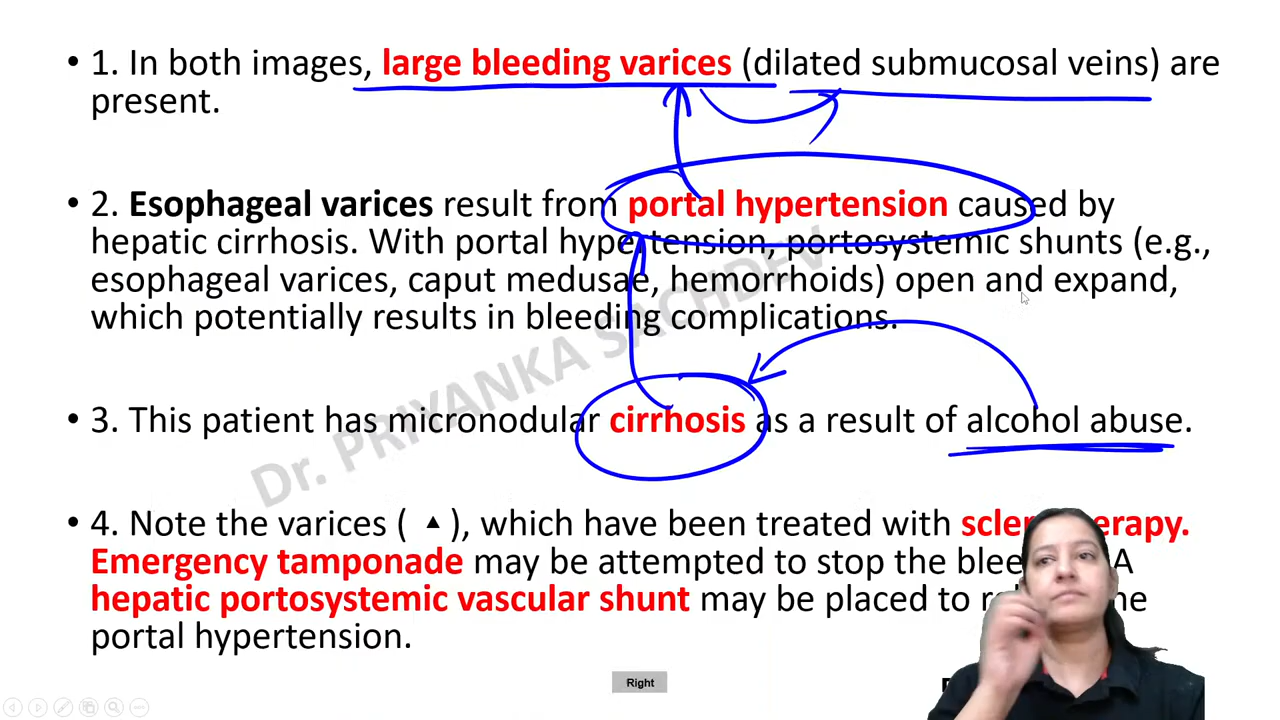 • 1. In both images, large bleeding varices (dilated submucosal veins) are
present.
• 2. Esophageal varices result from portal hypertension caused by
hepatic cirrhosis. With portal hypertension, portosystemic shunts (e.g.,
esophageal varices, caput medusae, hemorrhoids) open and expand,
which potentially results in bleeding complications.
• 3. This patient has micronodular cirrhosis as a result of alcohol abuse.
• 4. Note the varices ( ▲ ), which have been treated with
Emergency tamponade may be attempted to stop the A
hepatic portosystemic vascular shunt may be placed to
portal hypertension.
Dr. PRIYANKA SACHDEV
Right